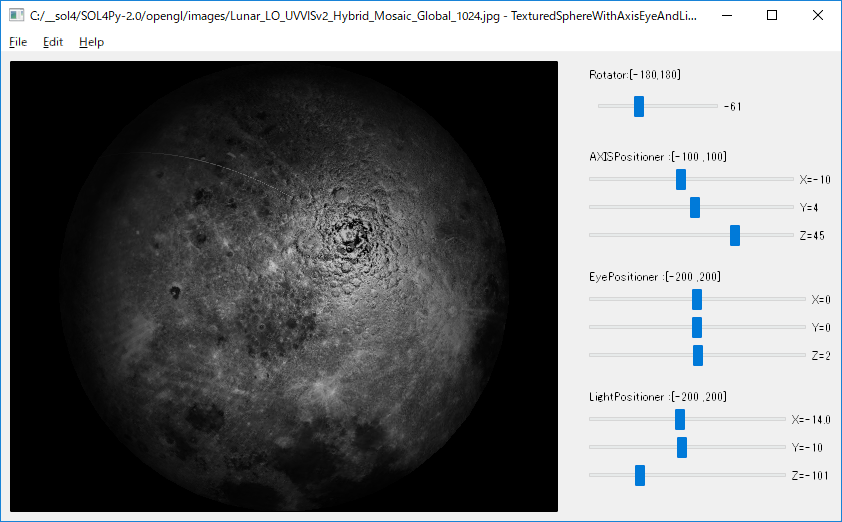 C:/__sol4/SOL4Py-2.0/opengl/images/Lunar_LO_UVVISv2_Hybrid_Mosaic_Global_1024.jpg - TexturedSphereWithAxisEyeAndLi...
File Edit Help
Rotator:[-180,180]
-61
AXISPositioner :[-100 ,100]
X=-10
Y=4
Z=45
EyePositioner :[-200 ,200]
X=0
Y=0
Z=2
LightPositioner :[-200 ,200]
X=-14.0
Y=-10
Z=-101